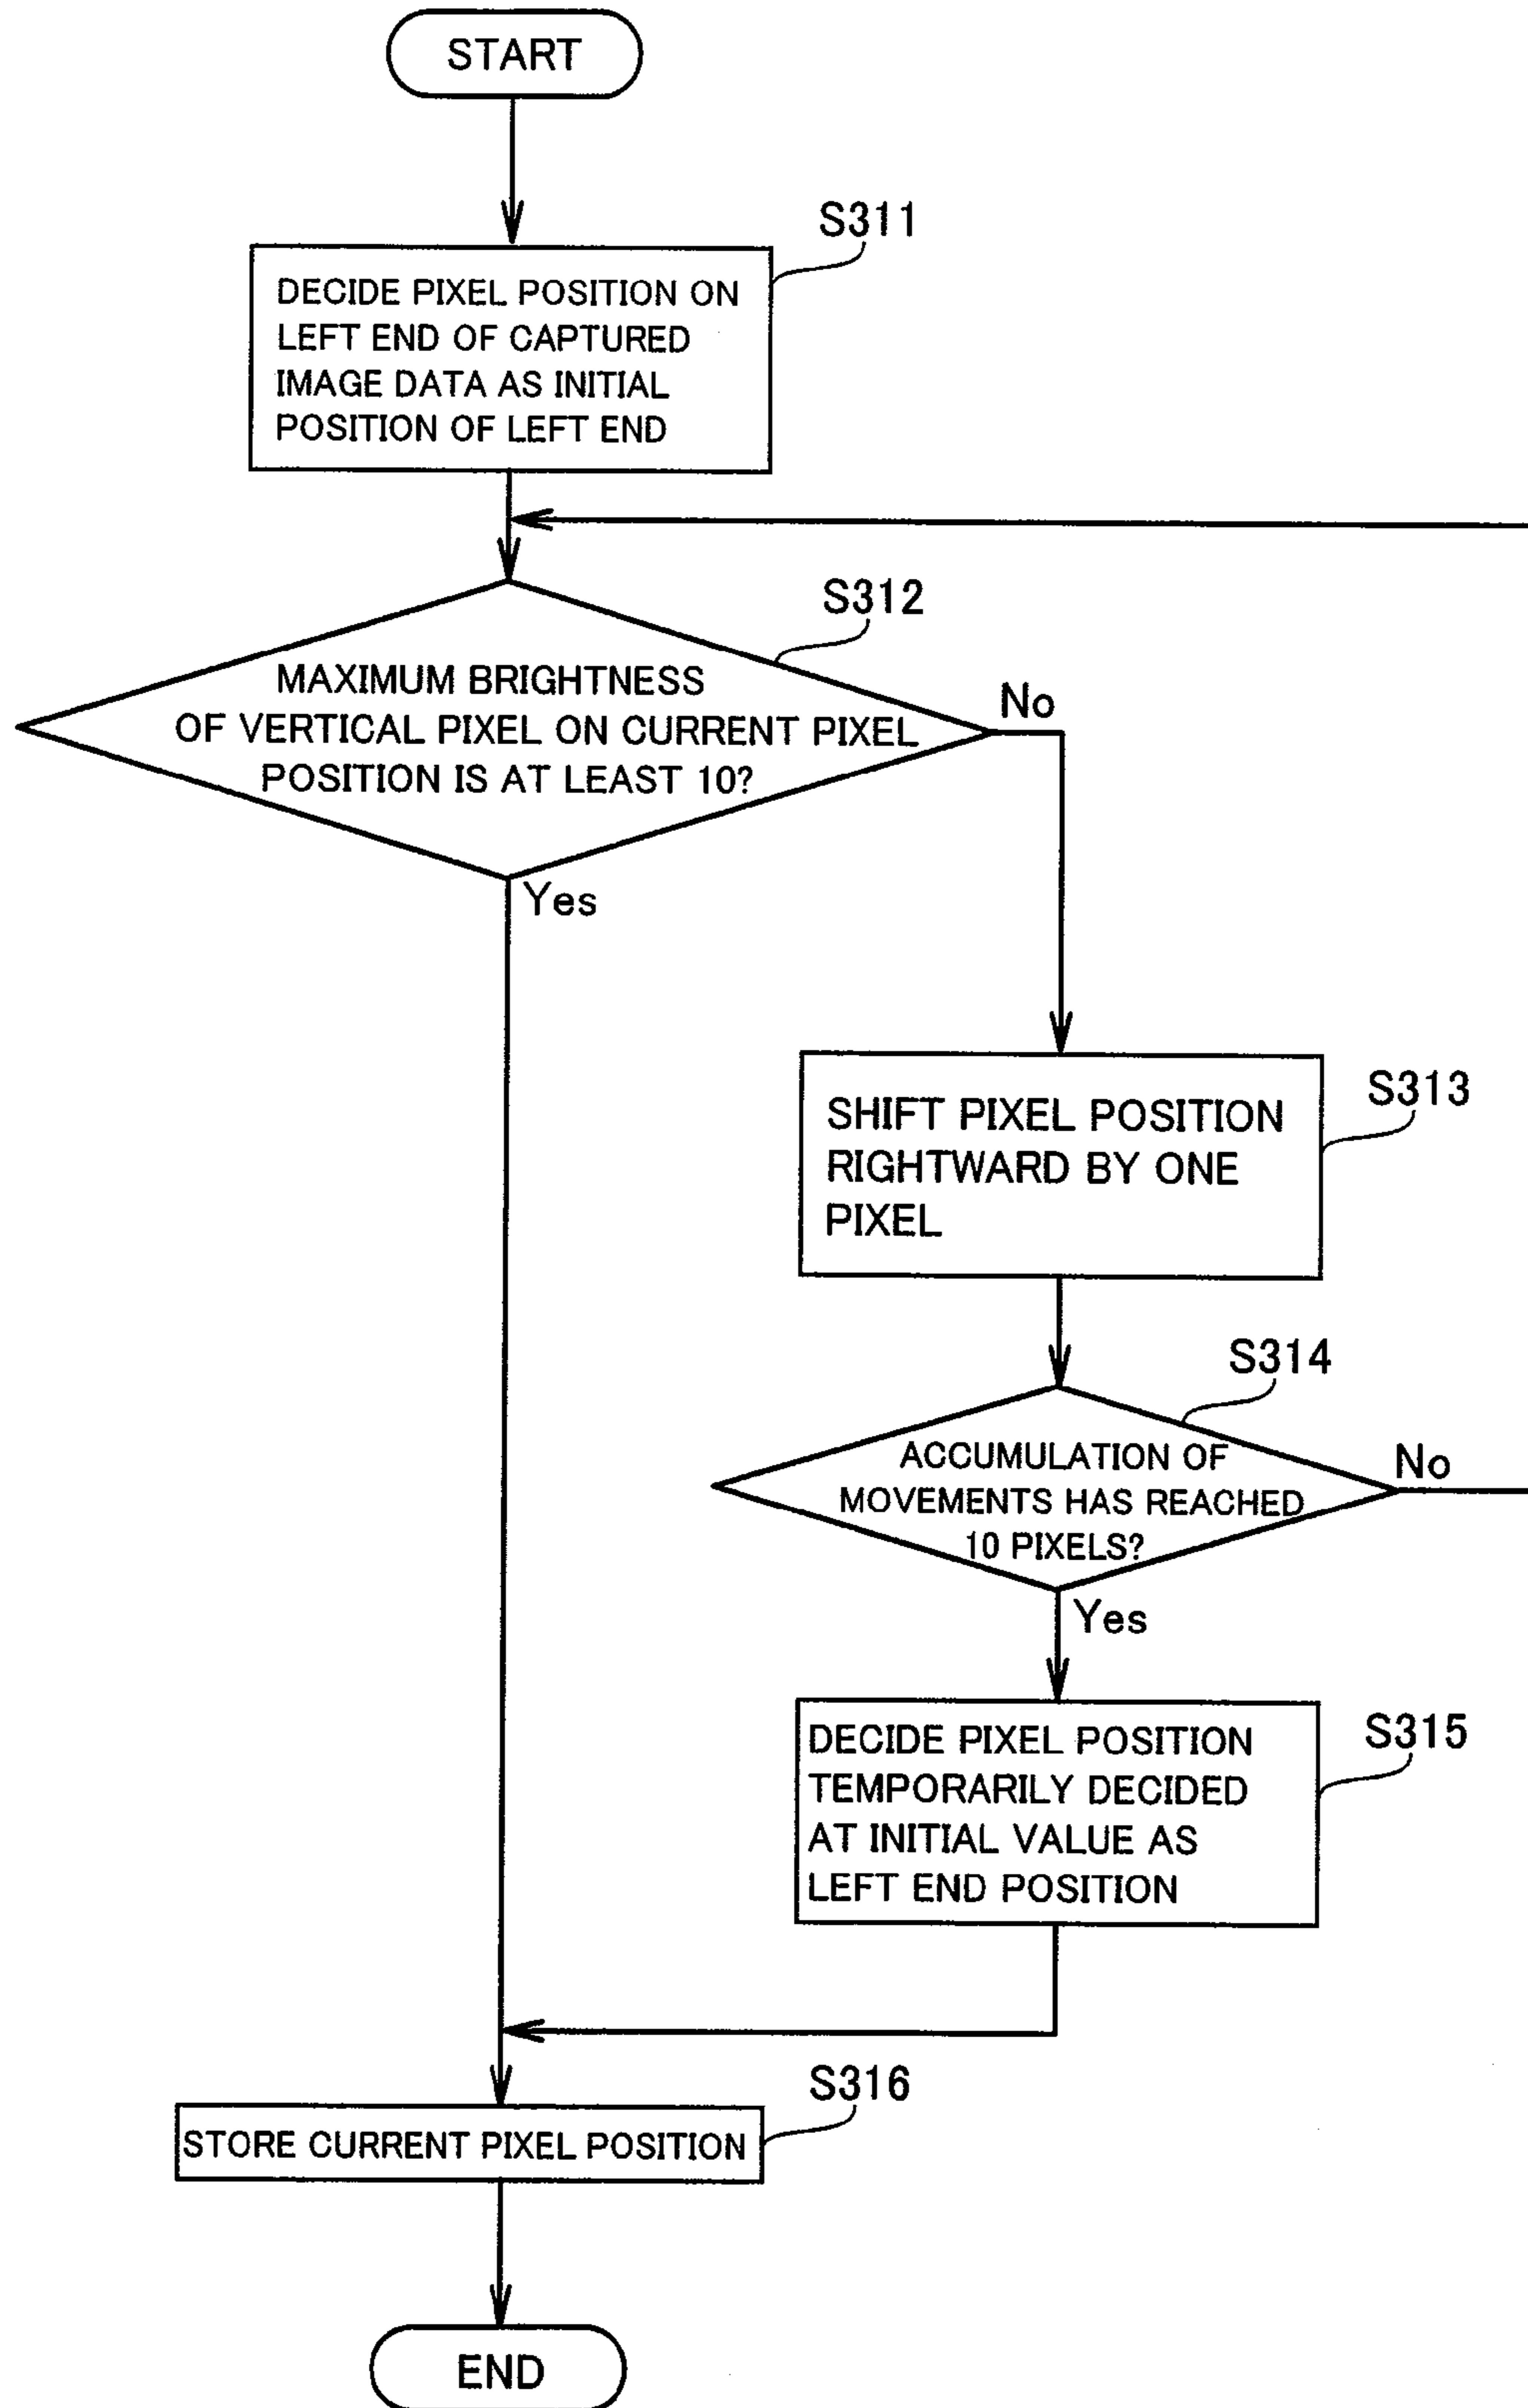 START
S311
DECIDE PIXEL POSITION ON
LEFT END OF CAPTURED
IMAGE DATA AS INITIAL
POSITION OF LEFT END
S312
MAXIMUM BRIGHTNESS
OF VERTICAL PIXEL ON CURRENT PIXEL
POSITION IS AT LEAST 10?
No
Yes
S313
SHIFT PIXEL POSITION
RIGHTWARD BY ONE
PIXEL
S314
ACCUMULATION OF
MOVEMENTS HAS REACHED
10 PIXELS?
No
Yes
S315
DECIDE PIXEL POSITION
TEMPORARILY DECIDED
AT INITIAL VALUE AS
LEFT END POSITION
S316
STORE CURRENT PIXEL POSITION
END